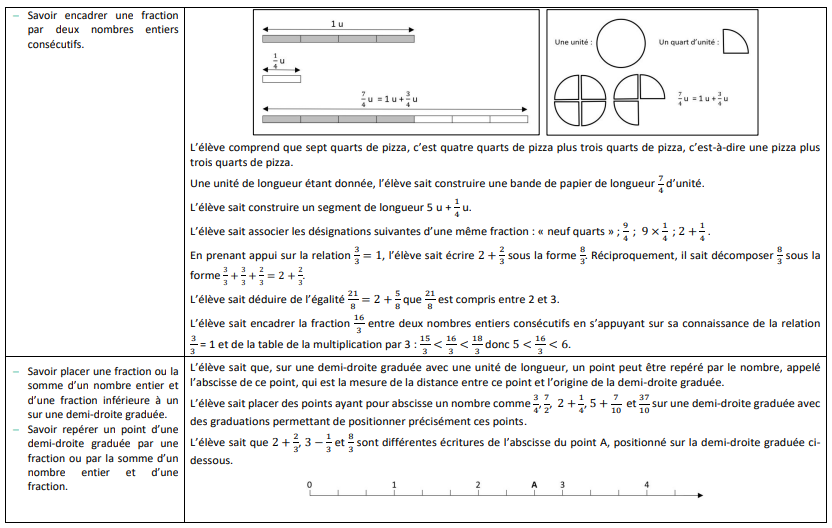 – Savoir encadrer une fraction
par deux nombres entiers
consécutifs.
1 u
1/4 u
7/4 u = 1 u + 3/4 u
Une unité :
Un quart d'unité :
7/4 u = 1 u + 3/4 u
L'élève comprend que sept quarts de pizza, c'est quatre quarts de pizza plus trois quarts de pizza, c'est-à-dire une pizza plus
trois quarts de pizza.
Une unité de longueur étant donnée, l'élève sait construire une bande de papier de longueur 7/4 d'unité.
L'élève sait construire un segment de longueur 5 u + 1/4 u.
L'élève sait associer les désignations suivantes d'une même fraction : « neuf quarts » ; 9/4 ; 9 × 1/4 ; 2 + 1/4 .
En prenant appui sur la relation 3/3 = 1, l'élève sait écrire 2 + 2/3 sous la forme 8/3. Réciproquement, il sait décomposer 8/3 sous la
forme 3/3 + 3/3 + 2/3 = 2 + 2/3.
L'élève sait déduire de l'égalité 21/8 = 2 + 5/8 que 21/8 est compris entre 2 et 3.
L'élève sait encadrer la fraction 16/3 entre deux nombres entiers consécutifs en s'appuyant sur sa connaissance de la relation
3/3 = 1 et de la table de la multiplication par 3 : 15/3 < 16/3 < 18/3 donc 5 < 16/3 < 6.
– Savoir placer une fraction ou la
somme d'un nombre entier et
d'une fraction inférieure à un
sur une demi-droite graduée.
– Savoir repérer un point d'une
demi-droite graduée par une
fraction ou par la somme d'un
nombre entier et d'une
fraction.
L'élève sait que, sur une demi-droite graduée avec une unité de longueur, un point peut être repéré par le nombre, appelé
l'abscisse de ce point, qui est la mesure de la distance entre ce point et l'origine de la demi-droite graduée.
L'élève sait placer des points ayant pour abscisse un nombre comme 3/4, 7/2, 2 + 1/4, 5 + 7/10 et 37/10 sur une demi-droite graduée avec
des graduations permettant de positionner précisément ces points.
L'élève sait que 2 + 2/3, 3 − 1/3 et 8/3 sont différentes écritures de l'abscisse du point A, positionné sur la demi-droite graduée ci-
dessous.
0 1 2 A 3 4